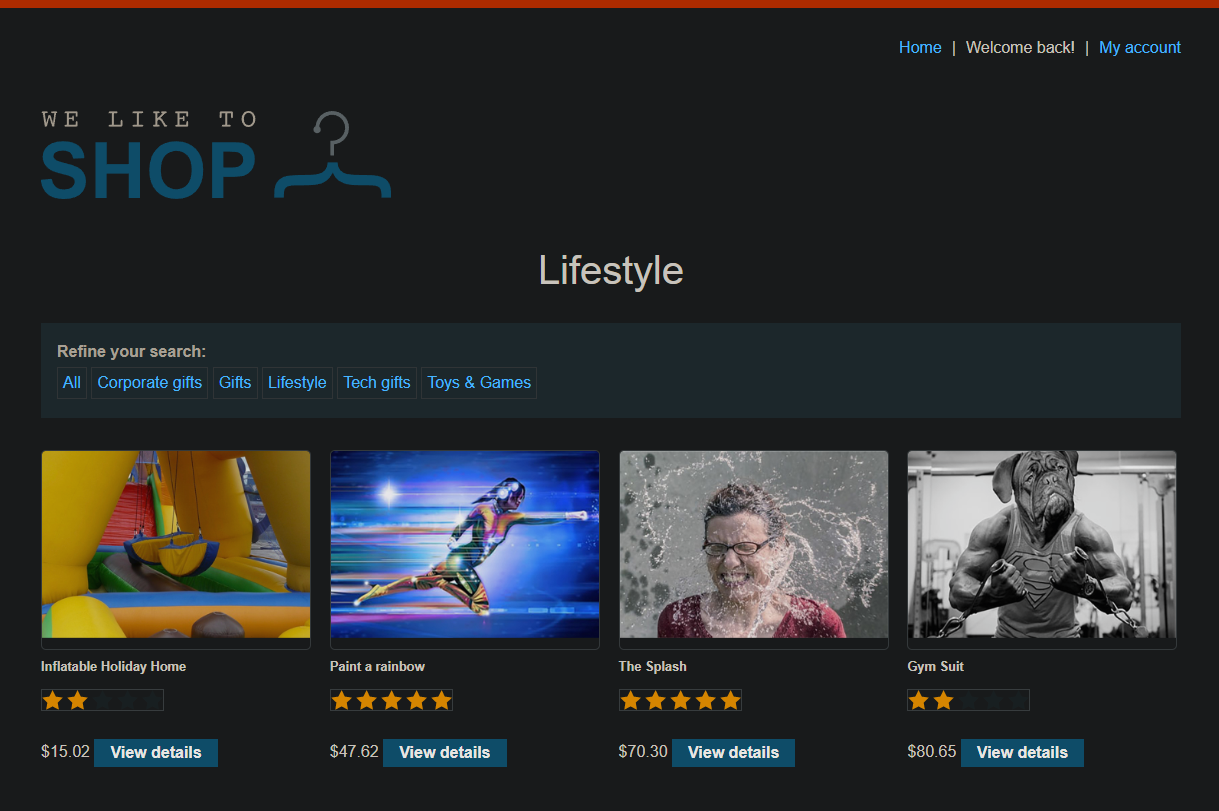 Home | Welcome back! | My account
WE LIKE TO
SHOP
Lifestyle
Refine your search:
All Corporate gifts Gifts Lifestyle Tech gifts Toys & Games
Inflatable Holiday Home Paint a rainbow The Splash Gym Suit
$15.02 View details $47.62 View details $70.30 View details $80.65 View details